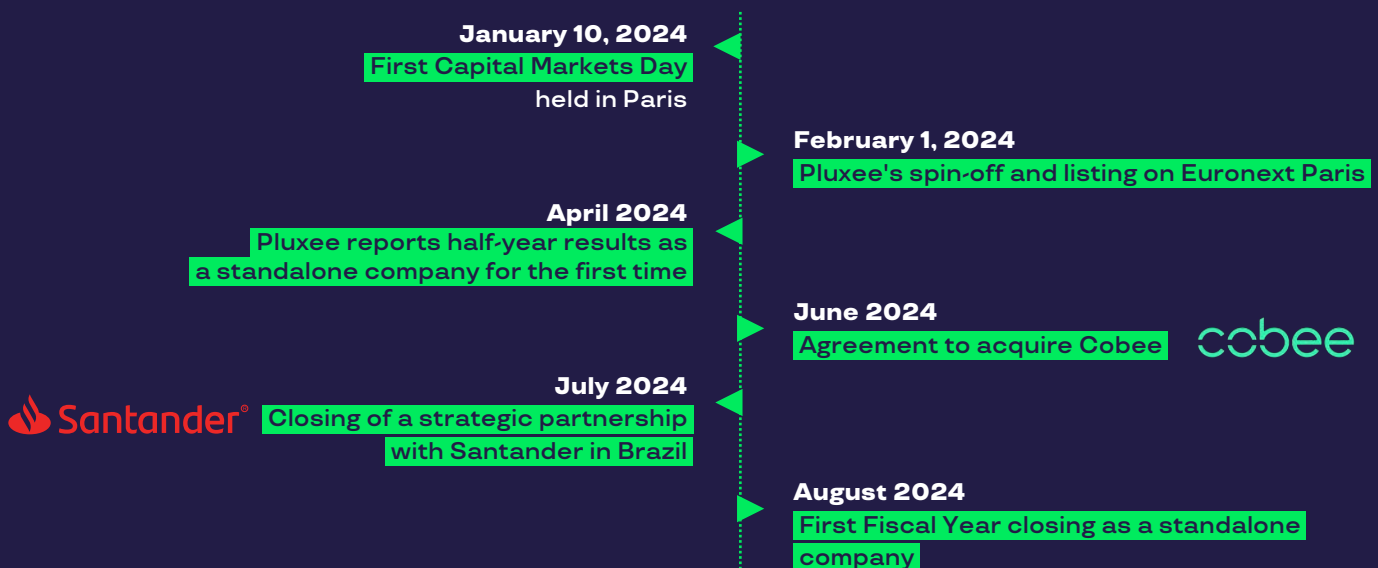 January 10, 2024
First Capital Markets Day
held in Paris
February 1, 2024
Pluxee's spin-off and listing on Euronext Paris
April 2024
Pluxee reports half-year results as
a standalone company for the first time
June 2024
Agreement to acquire Cobee
cobee
July 2024
Santander®
Closing of a strategic partnership
with Santander in Brazil
August 2024
First Fiscal Year closing as a standalone
company